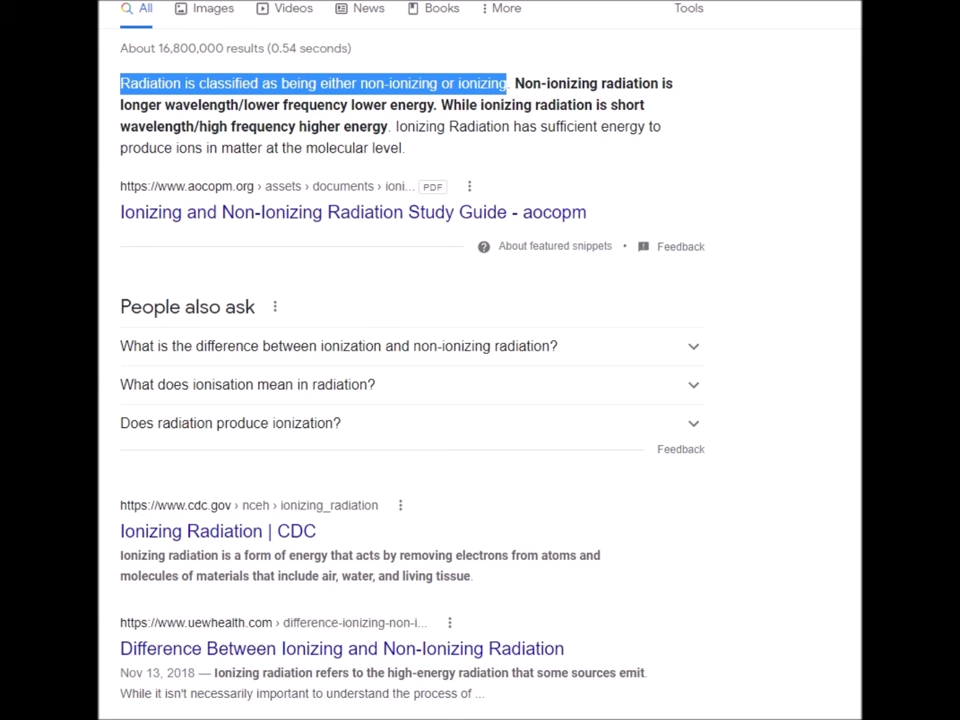 All Images Videos News Books More Tools
About 16,800,000 results (0.54 seconds)
Radiation is classified as being either non-ionizing or ionizing. Non-ionizing radiation is
longer wavelength/lower frequency lower energy. While ionizing radiation is short
wavelength/high frequency higher energy. Ionizing Radiation has sufficient energy to
produce ions in matter at the molecular level.
https://www.aocopm.org › assets › documents › ioni... PDF
Ionizing and Non-Ionizing Radiation Study Guide - aocopm
About featured snippets • Feedback
People also ask
What is the difference between ionization and non-ionizing radiation?
What does ionisation mean in radiation?
Does radiation produce ionization?
Feedback
https://www.cdc.gov › nceh › ionizing_radiation
Ionizing Radiation | CDC
Ionizing radiation is a form of energy that acts by removing electrons from atoms and
molecules of materials that include air, water, and living tissue.
https://www.uewhealth.com › difference-ionizing-non-i...
Difference Between Ionizing and Non-Ionizing Radiation
Nov 13, 2018 — Ionizing radiation refers to the high-energy radiation that some sources emit.
While it isn't necessarily important to understand the process of ...